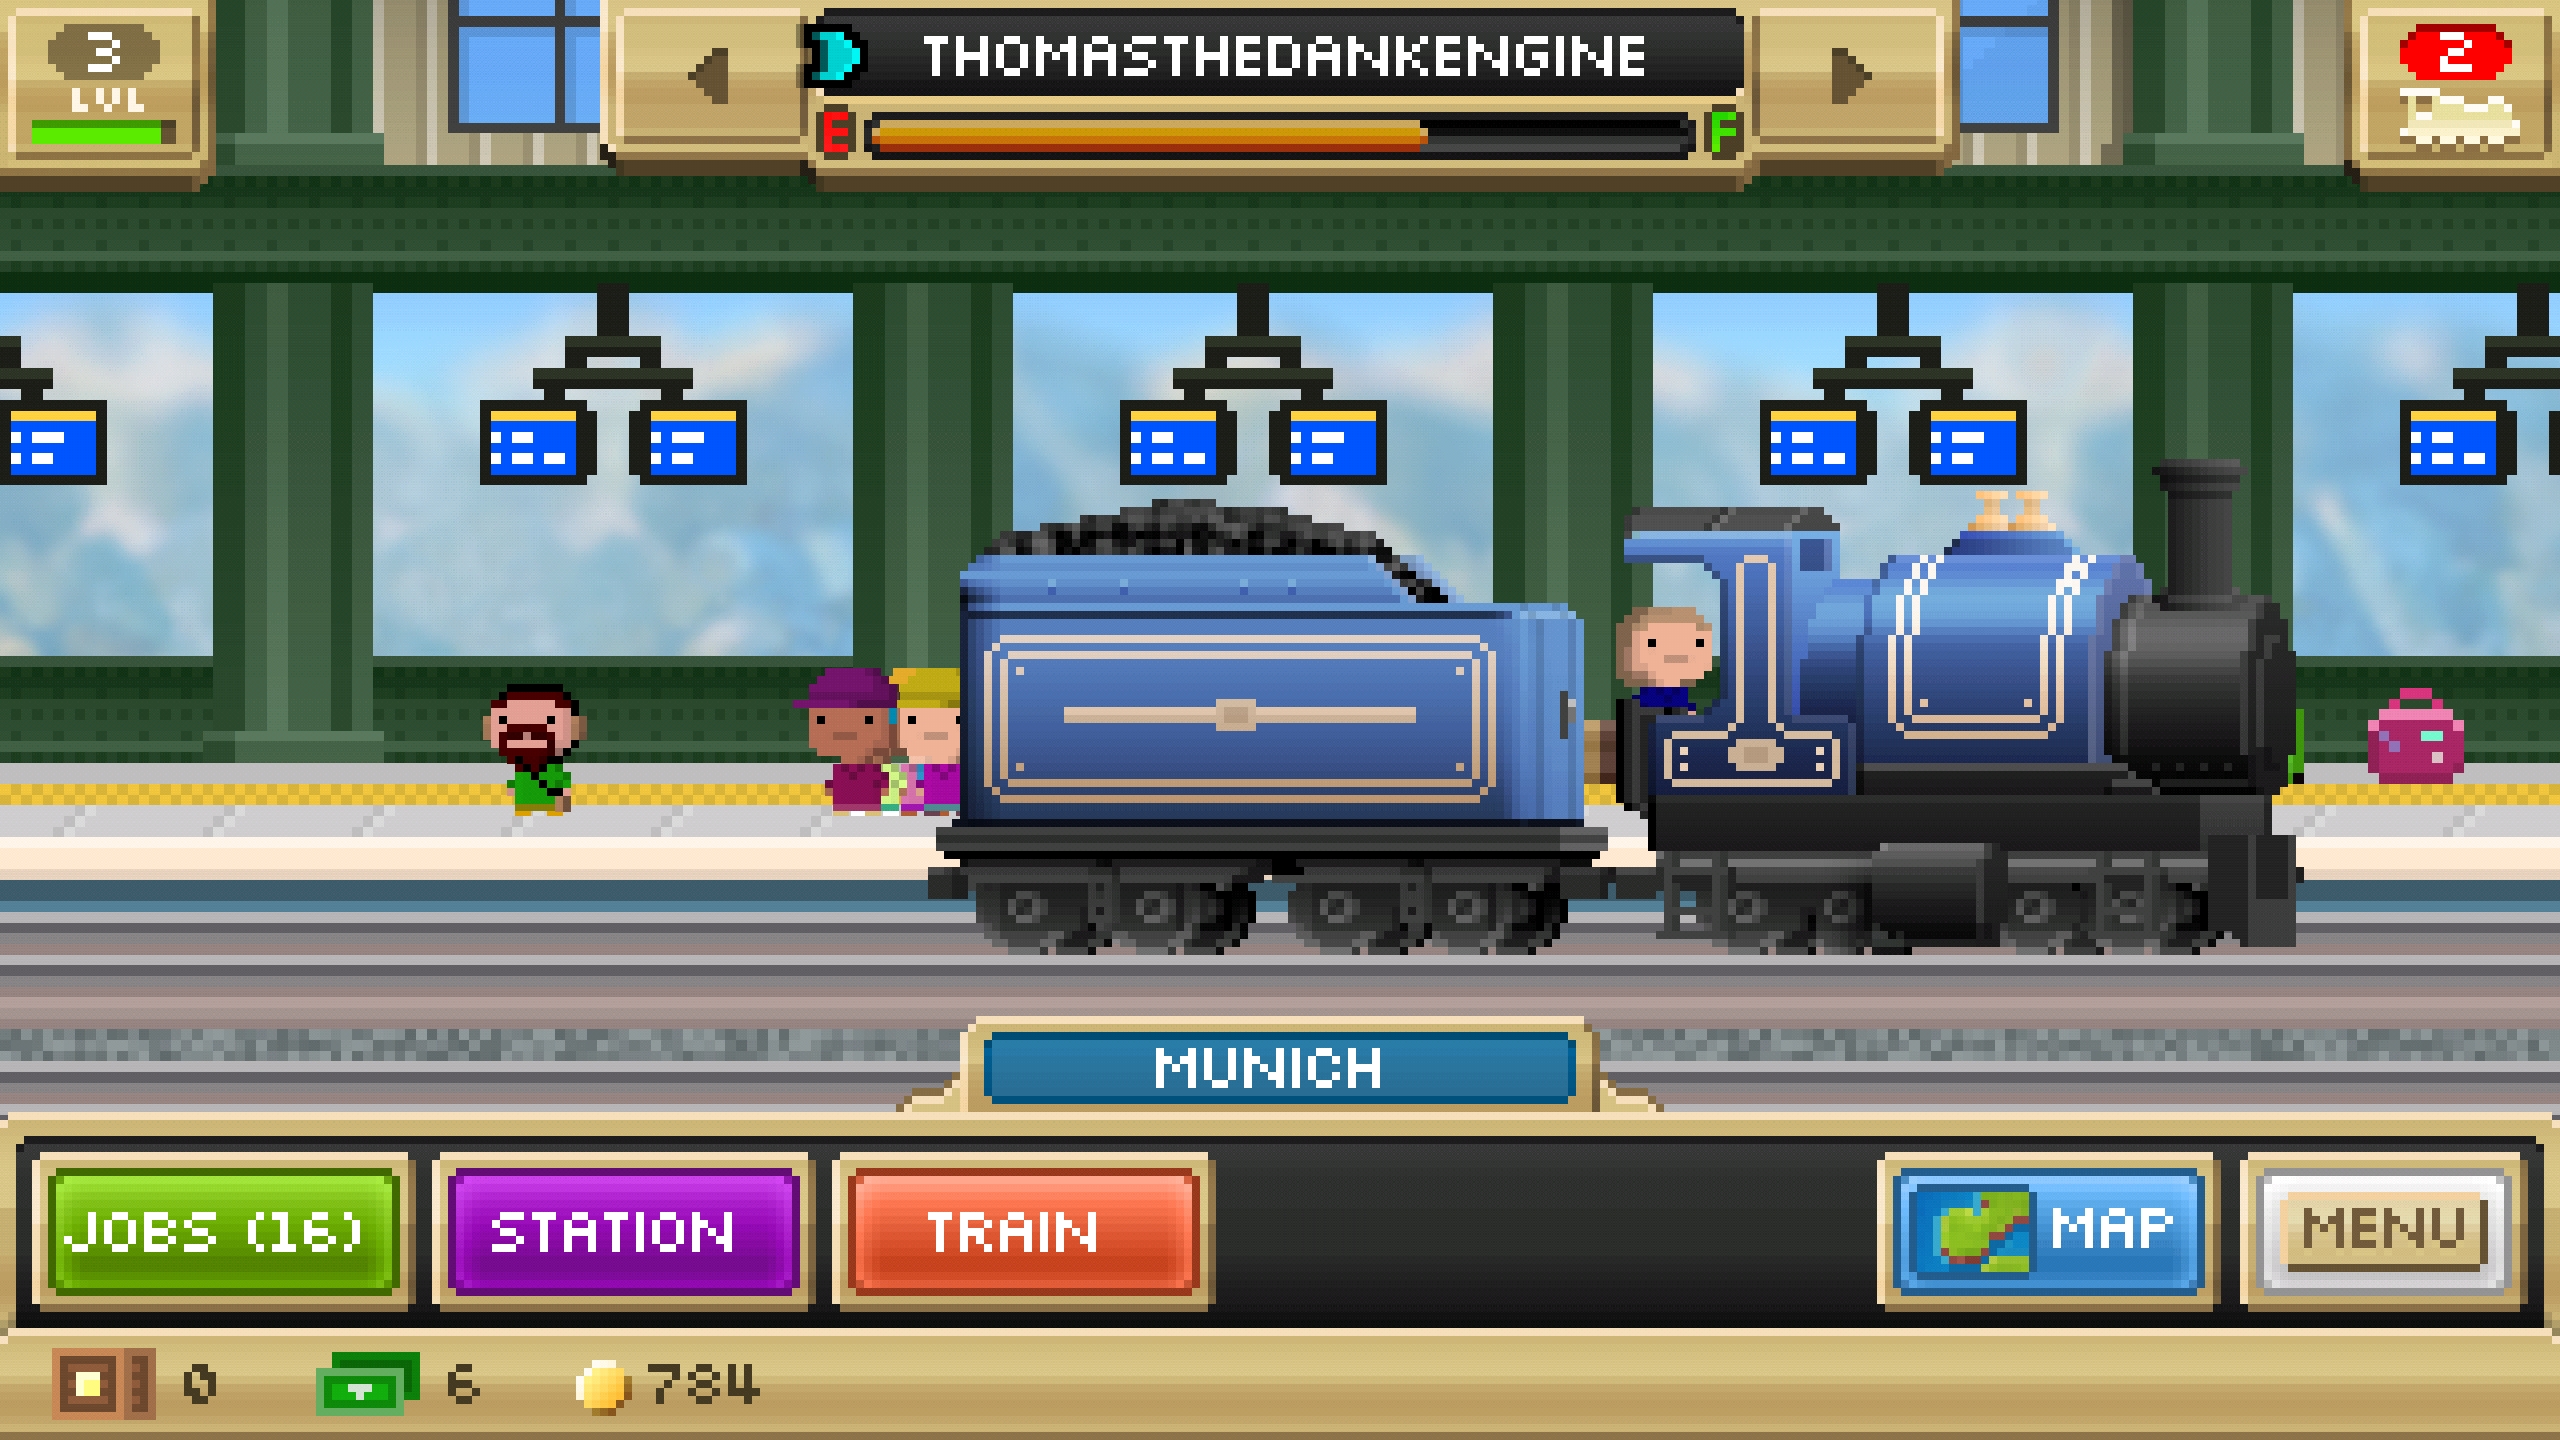 3
LVL
THOMASTHEDANKENGINE
E F
2
MUNICH
JOBS (16) STATION TRAIN MAP MENU
0 6 784